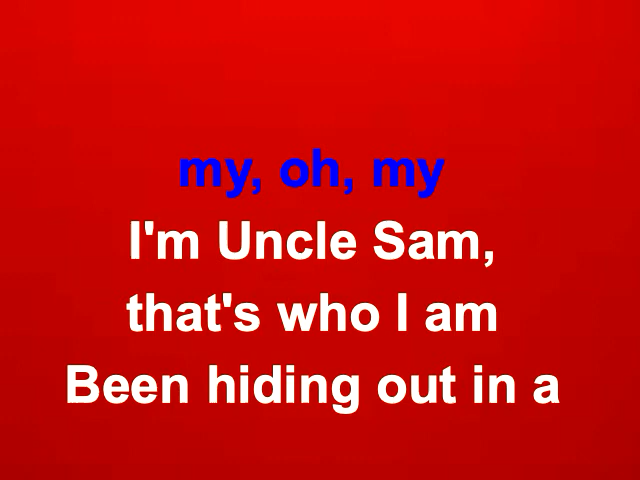 my, oh, my
I'm Uncle Sam,
that's who I am
Been hiding out in a